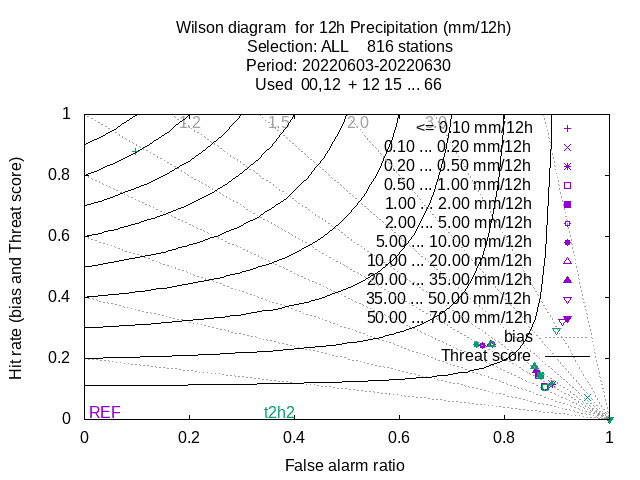 Wilson diagram  for 12h Precipitation (mm/12h)
Selection: ALL    816 stations
Period: 20220603-20220630
Used  00,12  + 12 15 ... 66
1.2
1.5
2.0
3.0
<= 0.10 mm/12h
0.10 ... 0.20 mm/12h
0.20 ... 0.50 mm/12h
0.50 ... 1.00 mm/12h
1.00 ... 2.00 mm/12h
2.00 ... 5.00 mm/12h
5.00 ... 10.00 mm/12h
10.00 ... 20.00 mm/12h
20.00 ... 35.00 mm/12h
35.00 ... 50.00 mm/12h
50.00 ... 70.00 mm/12h
bias
Threat score
Hit rate (bias and Threat score)
1
0.8
0.6
0.4
0.2
0
REF
t2h2
0
0.2
0.4
0.6
0.8
1
False alarm ratio